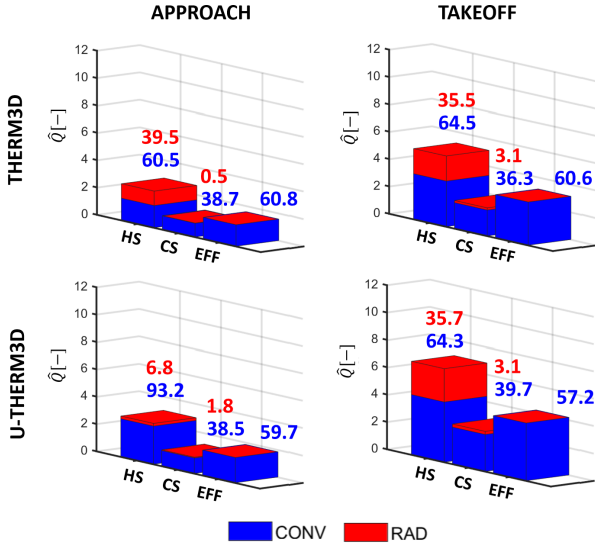 APPROACH
TAKEOFF
THERM3D
12
10
8
6
4
2
0
Q̂[−]
39.5
60.5
0.5
38.7
60.8
HS
CS
EFF
12
10
8
6
4
2
0
Q̂[−]
35.5
64.5
3.1
36.3
60.6
HS
CS
EFF
U-THERM3D
12
10
8
6
4
2
0
Q̂[−]
6.8
93.2
1.8
38.5
59.7
HS
CS
EFF
12
10
8
6
4
2
0
Q̂[−]
35.7
64.3
3.1
39.7
57.2
HS
CS
EFF
CONV
RAD